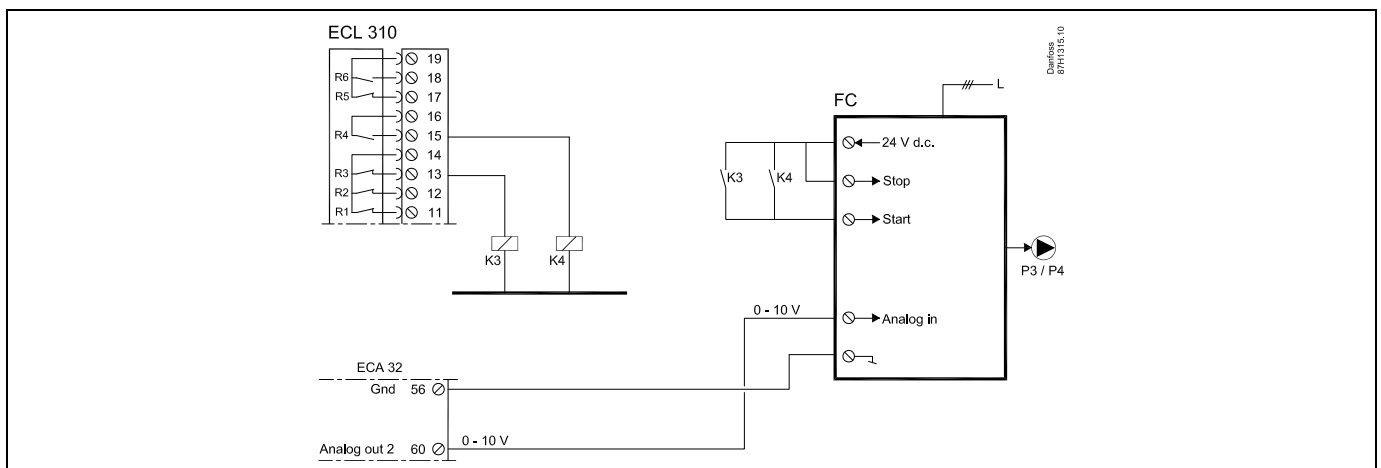 ECL 310
19
R6 18
R5 17
16
R4 15
14
R3 13
R2 12
R1 11
K3 K4
ECA 32
Gnd 56
Analog out 2 60 0 - 10 V
0 - 10 V
Danfoss
87H1315.10
L
FC
24 V d.c.
K3 K4
Stop
Start
P3 / P4
Analog in